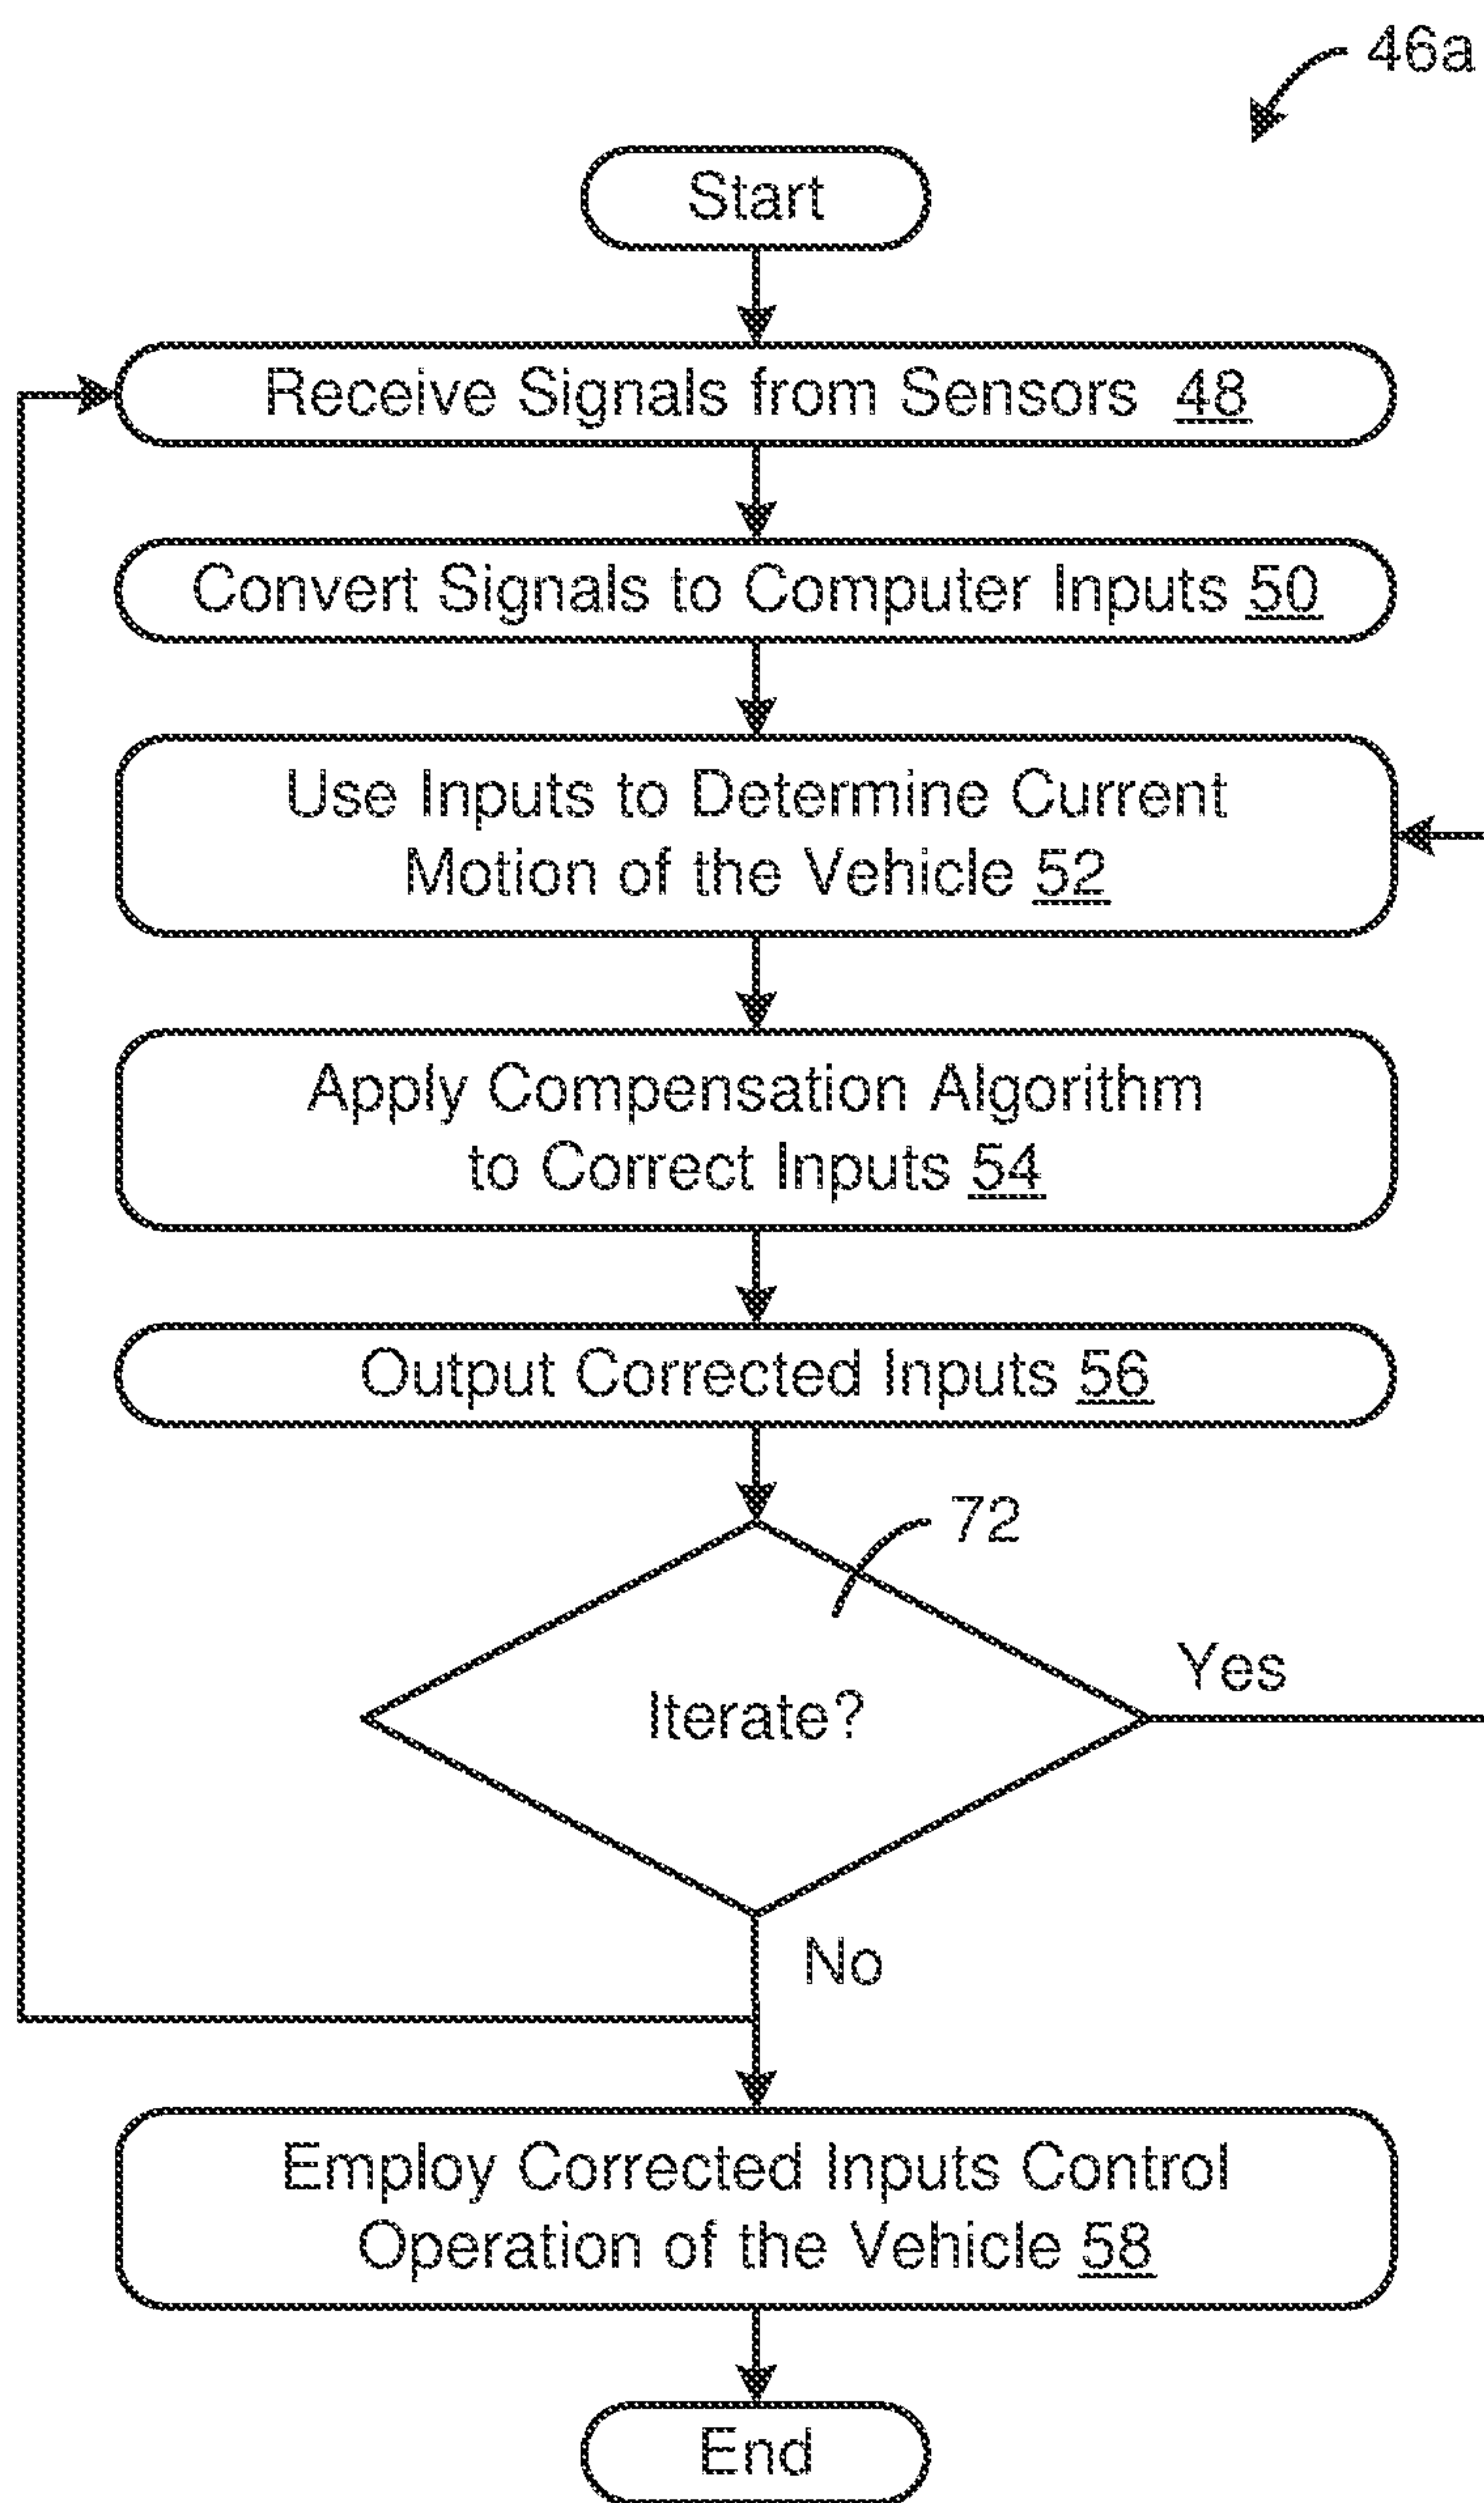 46a
Start
Receive Signals from Sensors 48
Convert Signals to Computer Inputs 50
Use Inputs to Determine Current
Motion of the Vehicle 52
Apply Compensation Algorithm
to Correct Inputs 54
Output Corrected Inputs 56
72
Iterate?
Yes
No
Employ Corrected Inputs Control
Operation of the Vehicle 58
End